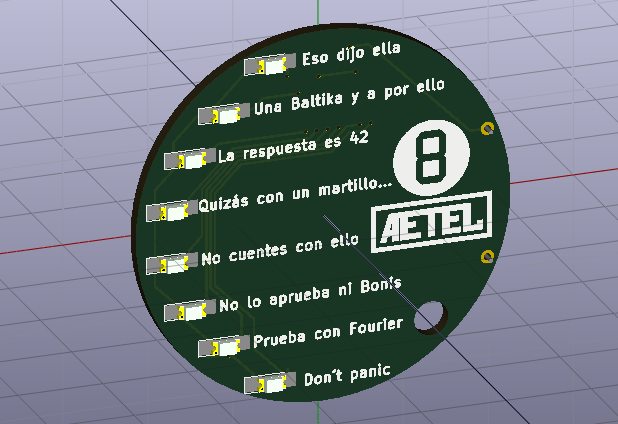 Eso dijo ella
Una Baltika y a por ello
La respuesta es 42
8
Quizás con un martillo...
AETEL
No cuentes con ello
No lo aprueba ni Bonis
Prueba con Fourier
Don't panic